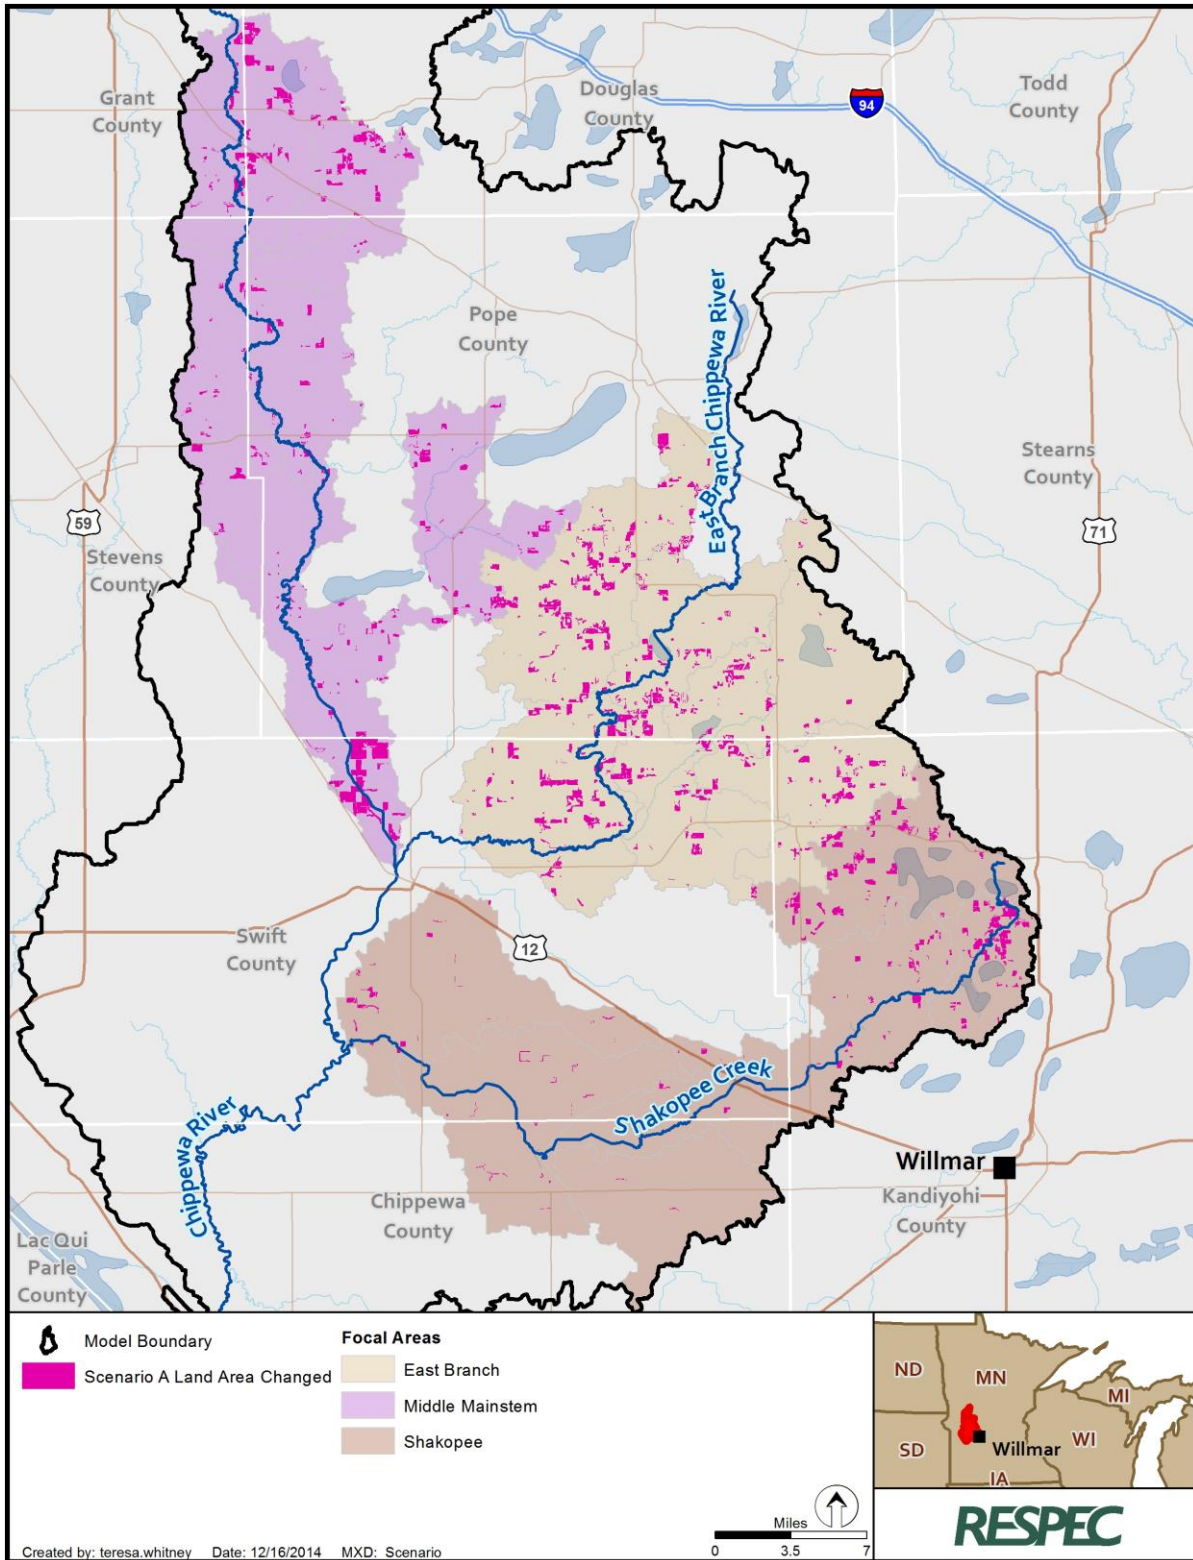 Grant
County
Douglas
County
Todd
County
94
Pope
County
East Branch Chippewa River
Stearns
County
59
71
Stevens
County
Swift
County
12
Shakopee Creek
Chippewa River
Willmar
Kandiyohi
County
Chippewa
County
Lac Qui
Parle
County
Model Boundary
Scenario A Land Area Changed
Focal Areas
East Branch
Middle Mainstem
Shakopee
Miles
0 3.5 7
Created by: teresa.whitney Date: 12/16/2014 MXD: Scenario
ND
MN
MI
SD
WI
Willmar
IA
RESPEC